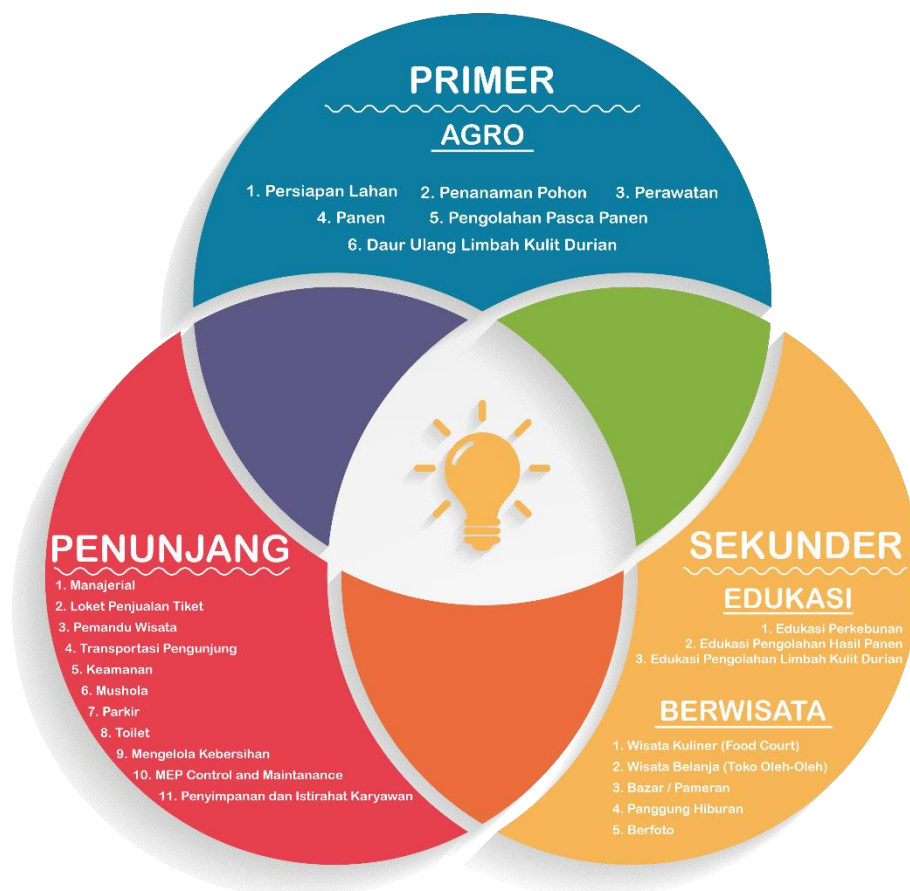 PRIMER
AGRO
1. Persiapan Lahan 2. Penanaman Pohon 3. Perawatan
4. Panen 5. Pengolahan Pasca Panen
6. Daur Ulang Limbah Kulit Durian
PENUNJANG
1. Manajerial
2. Loket Penjualan Tiket
3. Pemandu Wisata
4. Transportasi Pengunjung
5. Keamanan
6. Mushola
7. Parkir
8. Toilet
9. Mengelola Kebersihan
10. MEP Control and Maintanance
11. Penyimpanan dan Istirahat Karyawan
SEKUNDER
EDUKASI
1. Edukasi Perkebunan
2. Edukasi Pengolahan Hasil Panen
3. Edukasi Pengolahan Limbah Kulit Durian
BERWISATA
1. Wisata Kuliner (Food Court)
2. Wisata Belanja (Toko Oleh-Oleh)
3. Bazar / Pameran
4. Panggung Hiburan
5. Berfoto